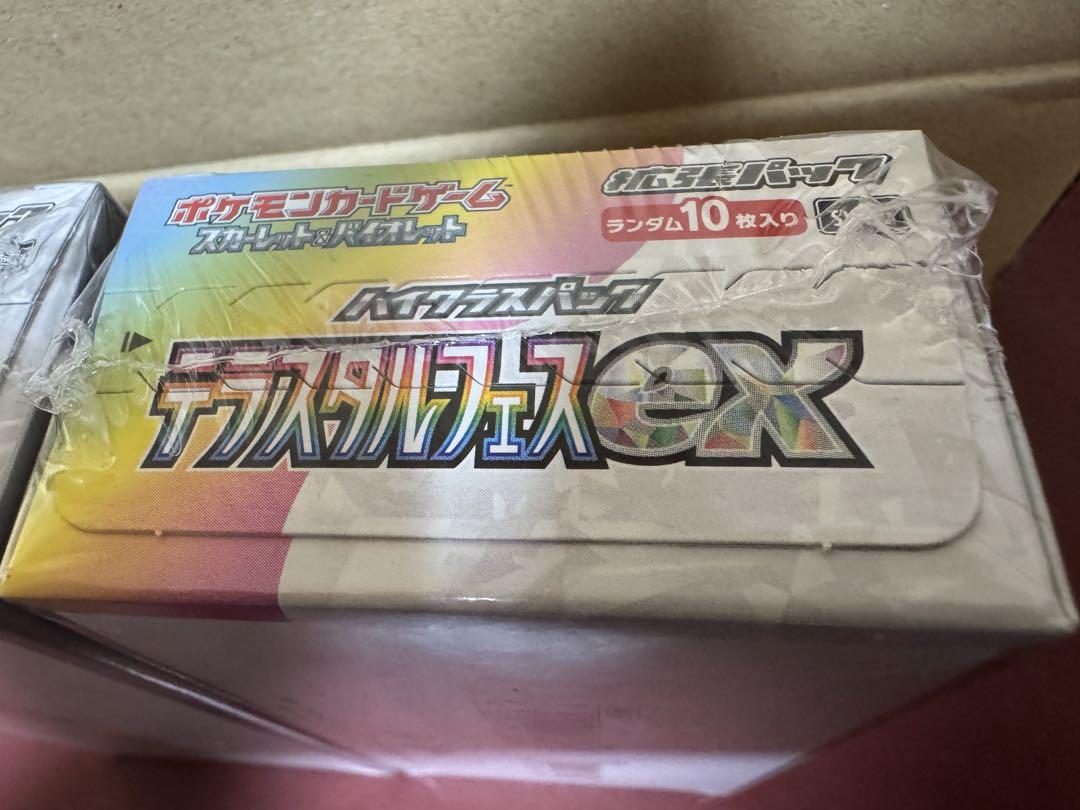 ポケモンカードゲーム
スカーレット&バイオレット
拡張パック
ランダム10枚入り
ハイクラスパック
テラスタルフェスex